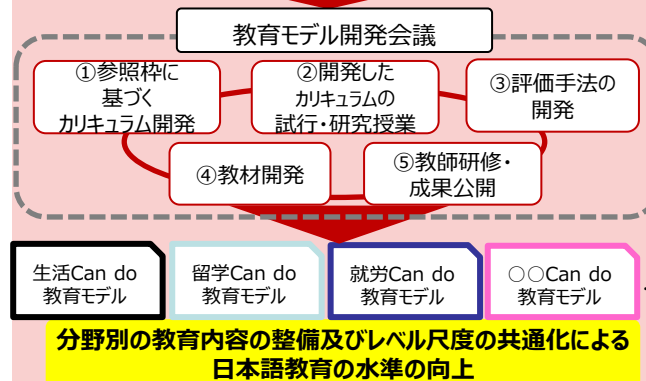 教育モデル開発会議
①参照枠に
基づく
カリキュラム開発
②開発した
カリキュラムの
試行・研究授業
③評価手法の
開発
④教材開発
⑤教師研修・
成果公開
生活Can do
教育モデル
留学Can do
教育モデル
就労Can do
教育モデル
○○Can do
教育モデル
分野別の教育内容の整備及びレベル尺度の共通化による
日本語教育の水準の向上